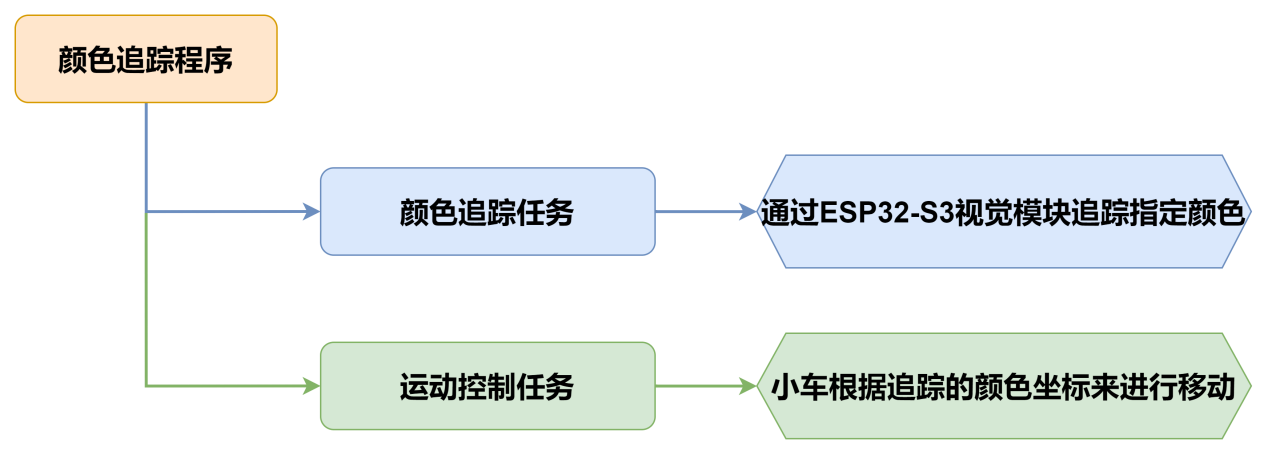 颜色追踪程序
颜色追踪任务
通过ESP32-S3视觉模块追踪指定颜色
运动控制任务
小车根据追踪的颜色坐标来进行移动